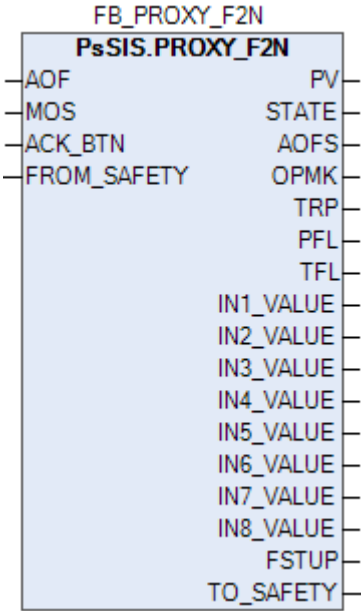 FB_PROXY_F2N
PsSIS.PROXY_F2N
AOF PV
MOS STATE
ACK_BTN AOFS
FROM_SAFETY OPMK
TRP
PFL
TFL
IN1_VALUE
IN2_VALUE
IN3_VALUE
IN4_VALUE
IN5_VALUE
IN6_VALUE
IN7_VALUE
IN8_VALUE
FSTUP
TO_SAFETY